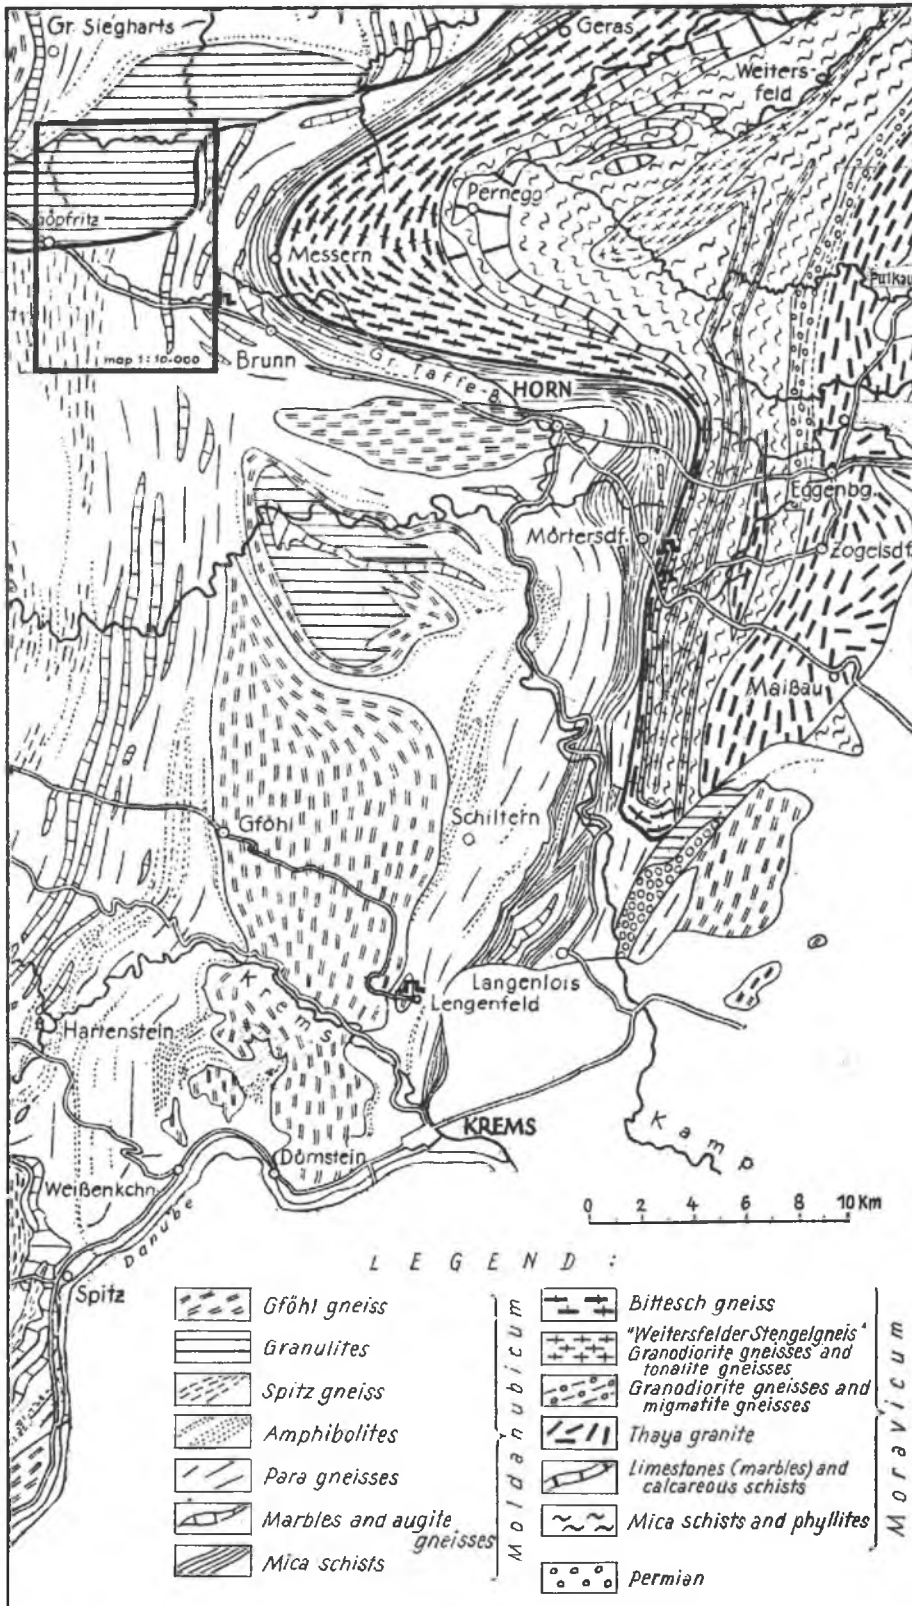 Gr. Siegharts
Geras
Weiters-
feld
Pernegg
Göpfritz
Messern
Pulkau
map 1:10.000
Brunn
Gr. Taffa-B.
HORN
Eggenbg.
Mörtersdf.
Zogelsdf.
Maißau
Gföhl
Schiltern
Langenlois
Lengenfeld
Krems
Hartenstein
KREMS
Kamp
Dürnstein
Weißenkchn.
Danube
Spitz
0 2 4 6 8 10 Km
LEGEND:
Gföhl gneiss
Granulites
Spitz gneiss
Amphibolites
Para gneisses
Marbles and augite
gneisses
Mica schists
Moldanubicum
Bittesch gneiss
"Weitersfelder Stengelgneis"
Granodiorite gneisses and
tonalite gneisses
Granodiorite gneisses and
migmatite gneisses
Thaya granite
Limestones (marbles) and
calcareous schists
Mica schists and phyllites
Moravicum
Permian